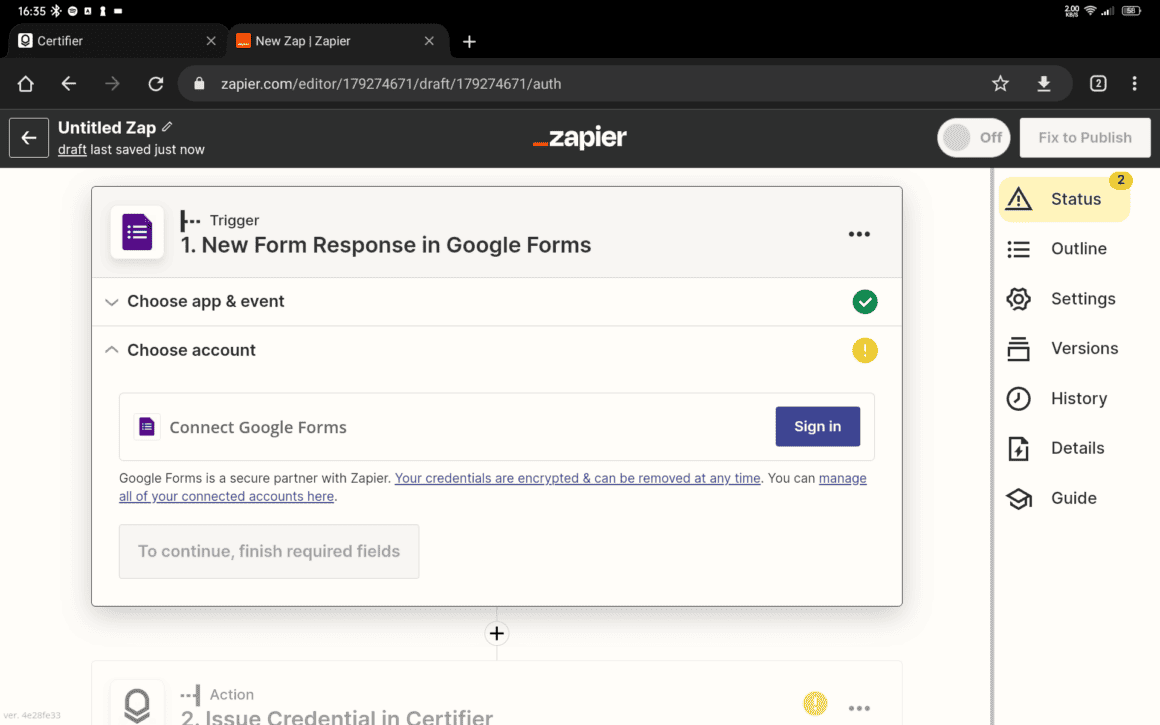 16:35
2.00
KB/S
56
Certifier
New Zap | Zapier
zapier.com/editor/179274671/draft/179274671/auth
2
Untitled Zap
draft last saved just now
zapier
Off
Fix to Publish
Trigger
1. New Form Response in Google Forms
Choose app & event
Choose account
Connect Google Forms
Sign in
Google Forms is a secure partner with Zapier. Your credentials are encrypted & can be removed at any time. You can manage
all of your connected accounts here.
To continue, finish required fields
Action
2. Issue Credential in Certifier
2
Status
Outline
Settings
Versions
History
Details
Guide
ver. 4e28fe33